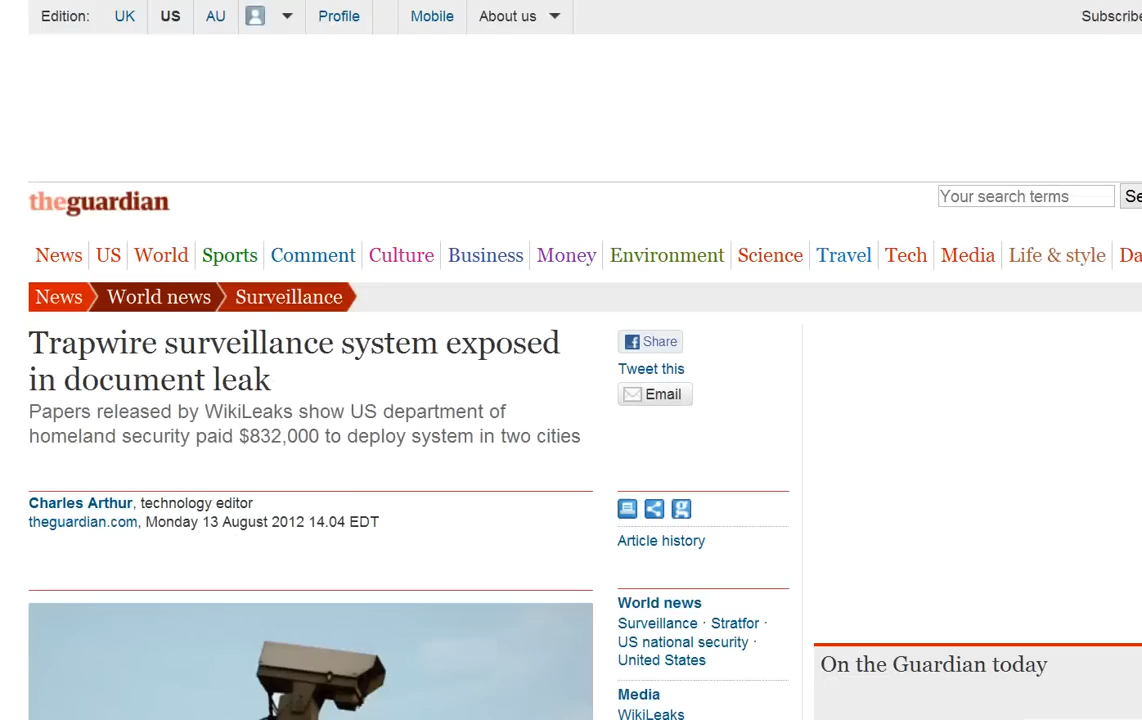 Edition: UK US AU Profile Mobile About us Subscribe
theguardian
Your search terms Se
News US World Sports Comment Culture Business Money Environment Science Travel Tech Media Life & style Da
News World news Surveillance
Trapwire surveillance system exposed
in document leak
Papers released by WikiLeaks show US department of
homeland security paid $832,000 to deploy system in two cities
Share
Tweet this
Email
Charles Arthur, technology editor
theguardian.com, Monday 13 August 2012 14.04 EDT
Article history
World news
Surveillance · Stratfor ·
US national security ·
United States
Media
WikiLeaks
On the Guardian today